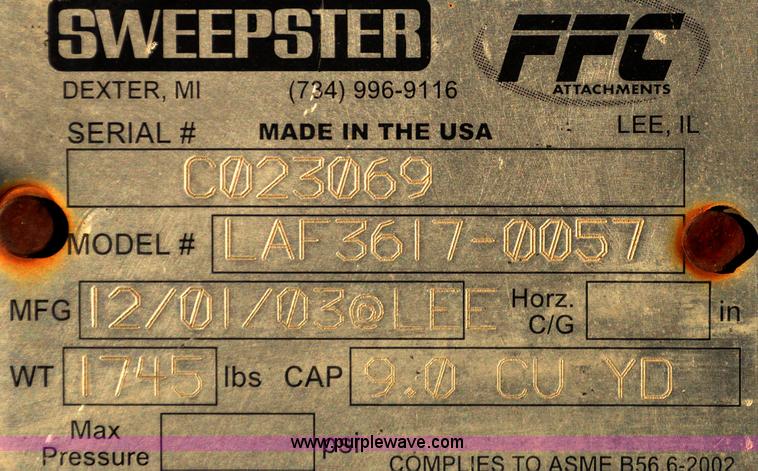 SWEEPSTER FFC
ATTACHMENTS
DEXTER, MI (734) 996-9116
LEE, IL
SERIAL # MADE IN THE USA
C023069
MODEL # LAF3617-0057
MFG 12/01/03@LEE Horz. C/G in
WT 1745 lbs CAP 9.0 CU YD
Max Pressure psi
www.purplewave.com
COMPLIES TO ASME B56.6-2002